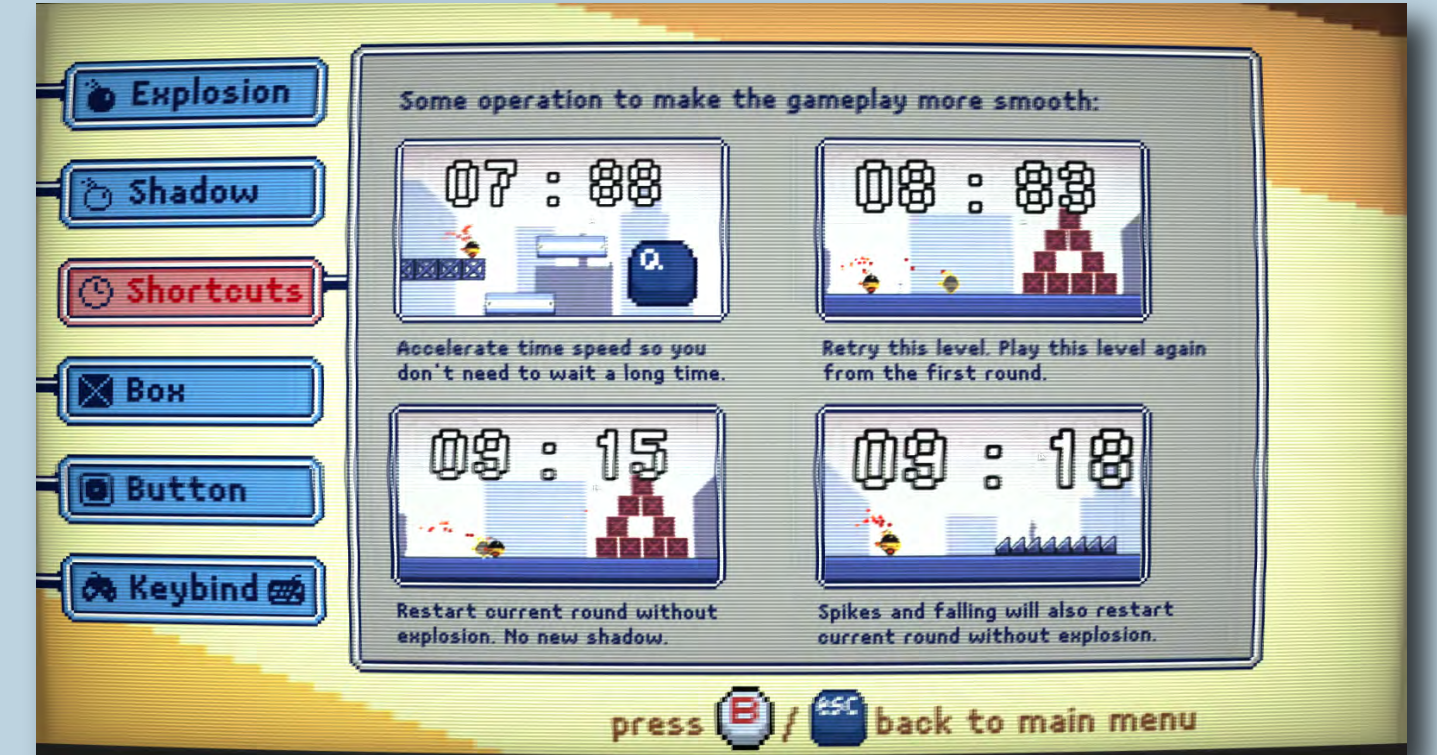 Explosion
Shadow
Shortcuts
Box
Button
Keybind
Some operation to make the gameplay more smooth:
07 : 88
Q
Accelerate time speed so you
don't need to wait a long time.
08 : 83
Retry this level. Play this level again
from the first round.
09 : 15
Restart current round without
explosion. No new shadow.
09 : 18
Spikes and falling will also restart
current round without explosion.
press B / esc back to main menu